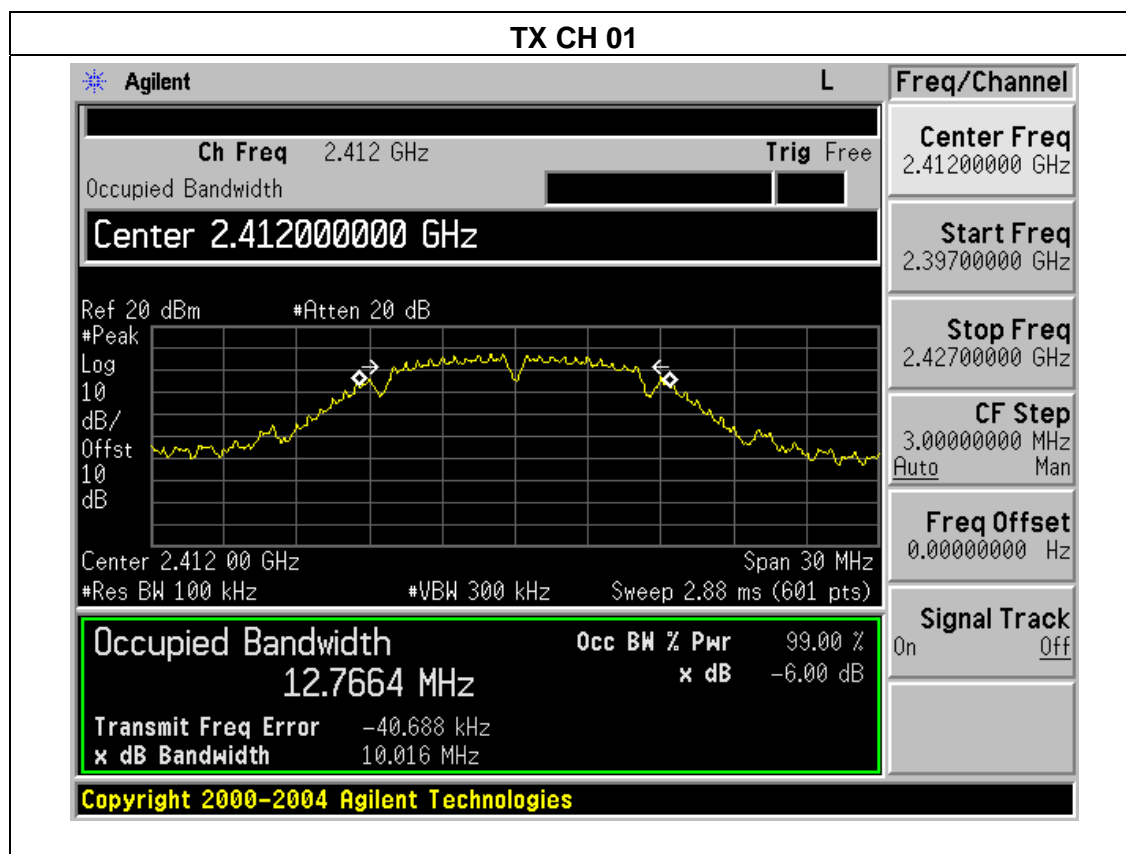 TX CH 01
Agilent L
Ch Freq 2.412 GHz Trig Free
Occupied Bandwidth
Center 2.412000000 GHz
Ref 20 dBm #Atten 20 dB
#Peak
Log
10
dB/
Offst
10
dB
Center 2.412 00 GHz Span 30 MHz
#Res BW 100 kHz #VBW 300 kHz Sweep 2.88 ms (601 pts)
Occupied Bandwidth Occ BW % Pwr 99.00 %
12.7664 MHz x dB -6.00 dB
Transmit Freq Error -40.688 kHz
x dB Bandwidth 10.016 MHz
Copyright 2000-2004 Agilent Technologies
Freq/Channel
Center Freq
2.41200000 GHz
Start Freq
2.39700000 GHz
Stop Freq
2.42700000 GHz
CF Step
3.00000000 MHz
Auto Man
Freq Offset
0.00000000 Hz
Signal Track
On Off